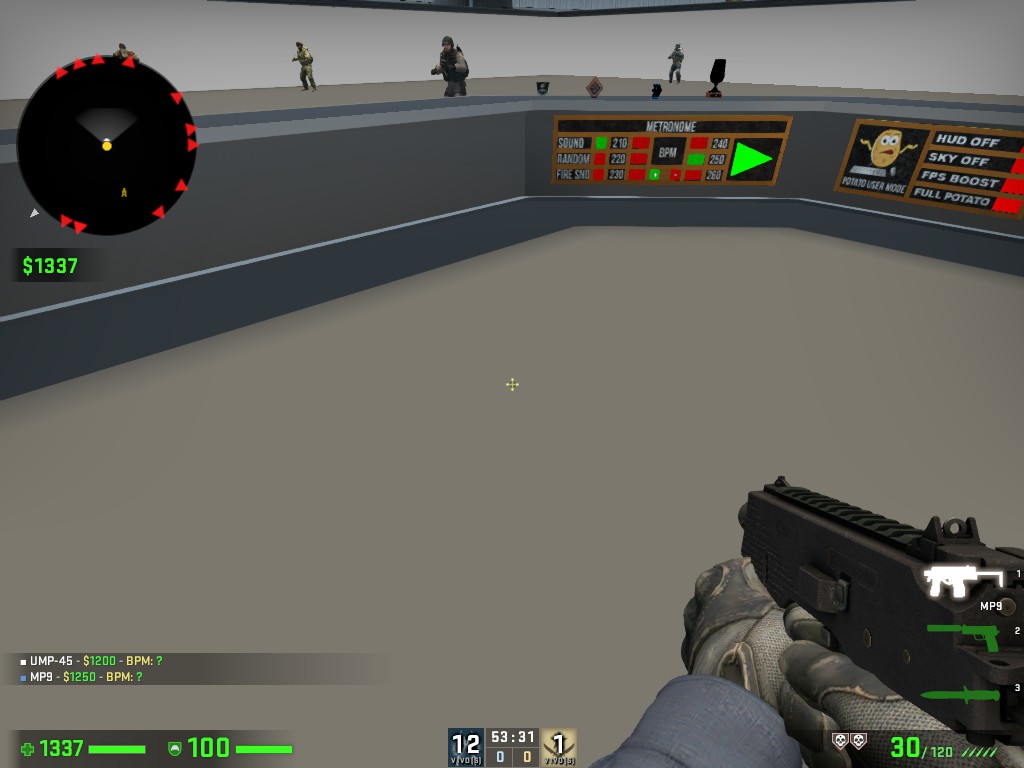 METRONOME
SOUND 210 240
RANDOM 220 BPM 250
FIRE SND 230 + - 260
POTATO USER MODE
HUD OFF
SKY OFF
FPS BOOST
FULL POTATO
A
$1337
1
MP9
2
3
UMP-45 - $1200 - BPM: ?
MP9 - $1250 - BPM: ?
1337 100
12 53:31 1
VIVO(S) 0 0 VIVO(S)
30/120